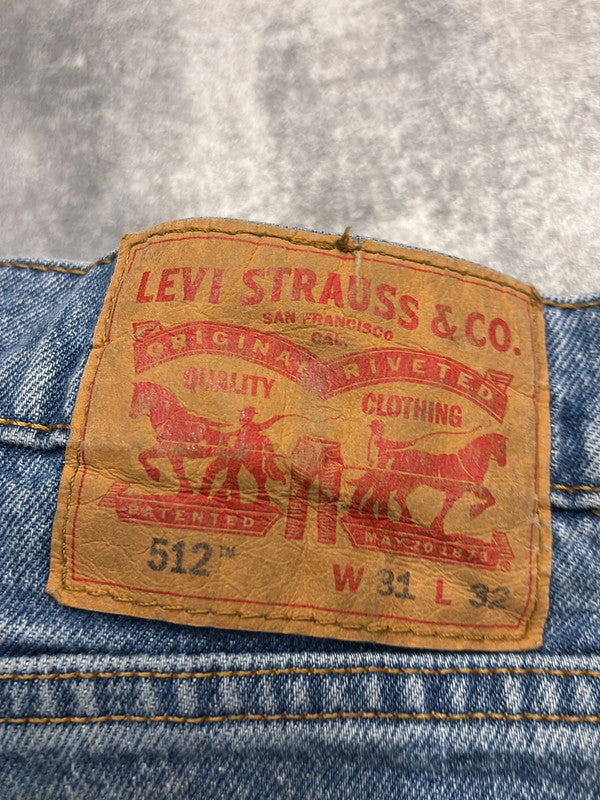 LEVI STRAUSS & CO.
SAN FRANCISCO
CAL.
ORIGINAL RIVETED
QUALITY CLOTHING
PATENTED MAY 20 1873
512™ W 31 L 32